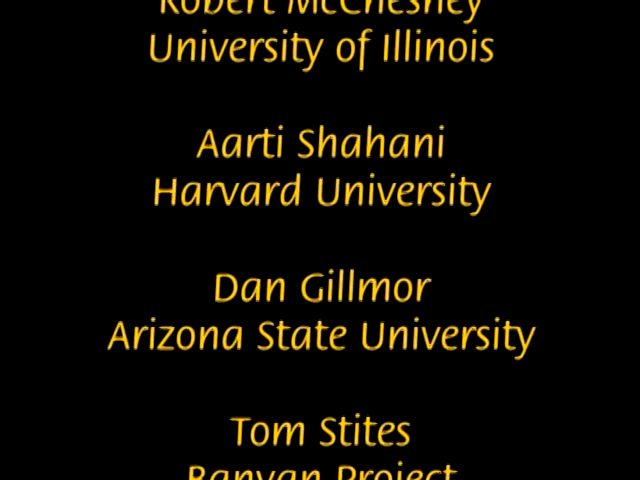 Robert McChesney
University of Illinois
Aarti Shahani
Harvard University
Dan Gillmor
Arizona State University
Tom Stites
Banyan Project